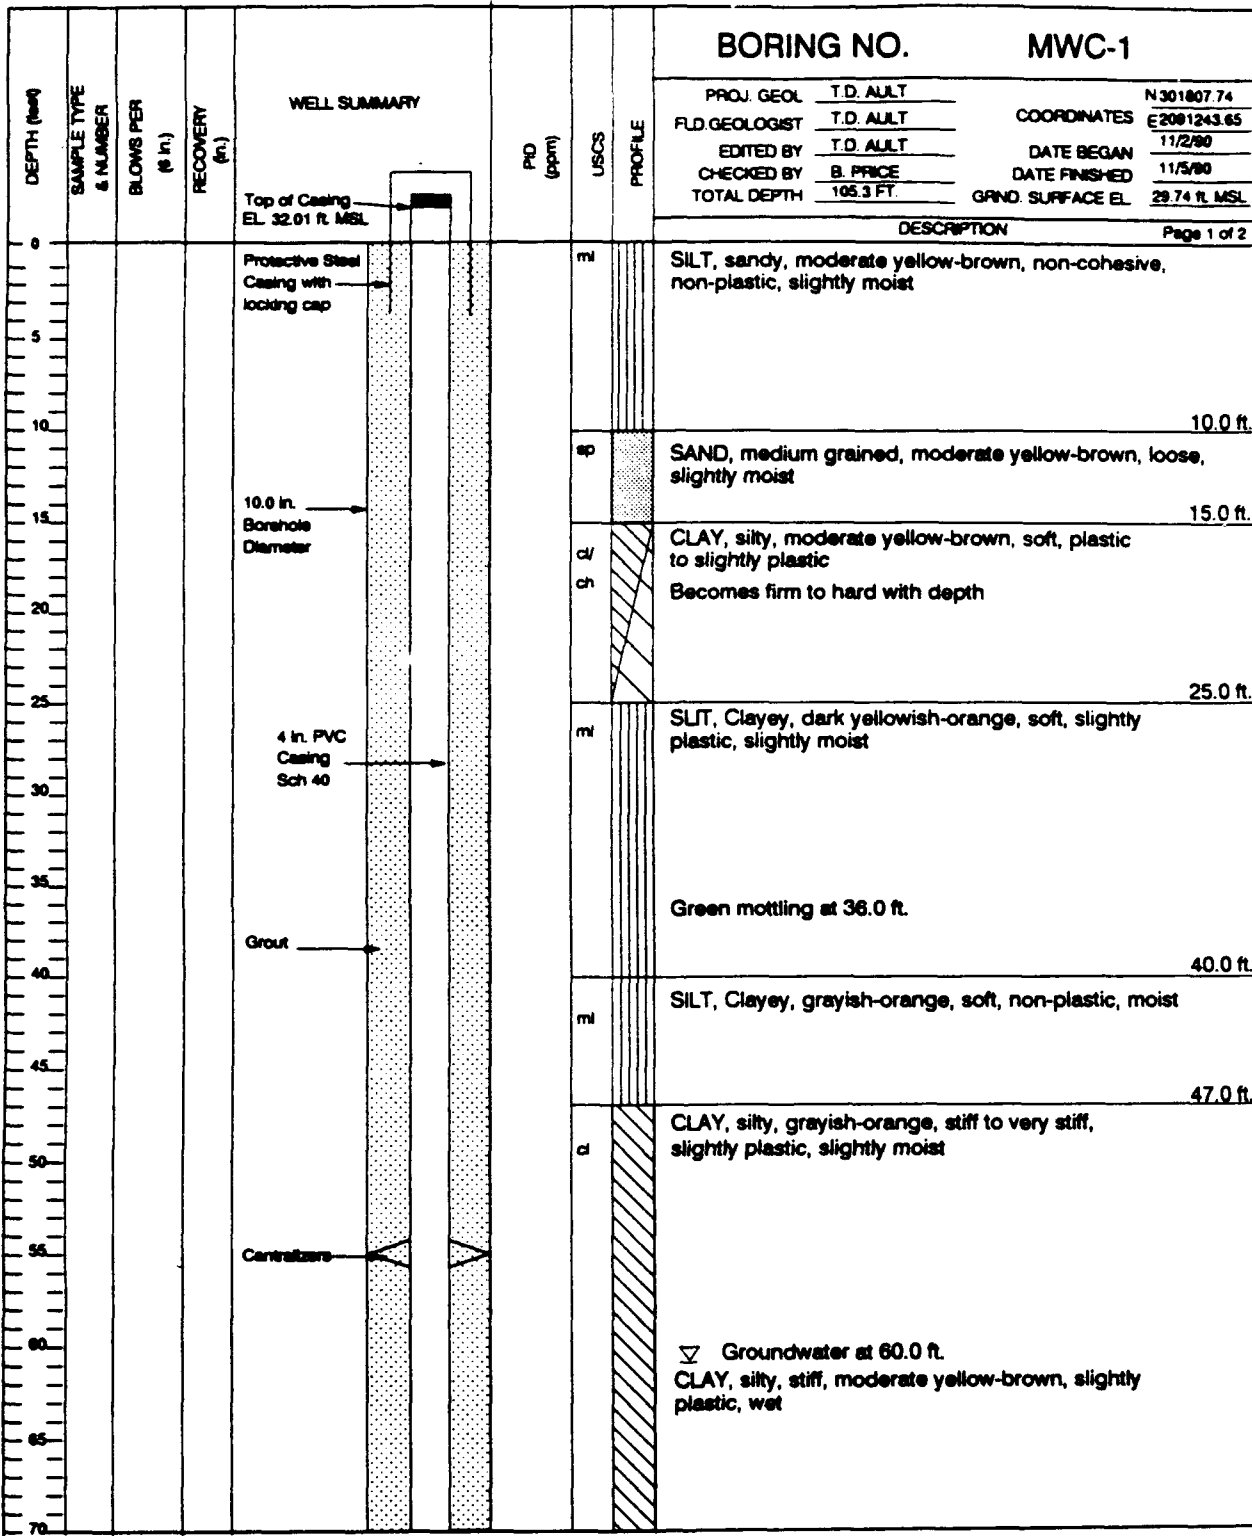 BORING NO. MWC-1
PROJ. GEOL T.D. AULT
FLD.GEOLOGIST T.D. AULT
EDITED BY T.D. AULT
CHECKED BY B. PRICE
TOTAL DEPTH 105.3 FT.
COORDINATES N301807.74
E2091243.65
DATE BEGAN 11/2/90
DATE FINISHED 11/5/90
GRND. SURFACE EL 29.74 ft. MSL
DEPTH (feet)
SAMPLE TYPE
& NUMBER
BLOWS PER
(6 in.)
RECOVERY
(in.)
WELL SUMMARY
PID
(ppm)
USCS
PROFILE
DESCRIPTION Page 1 of 2
Top of Casing
EL. 32.01 ft. MSL
0
Protective Steel
Casing with
locking cap
ml
SILT, sandy, moderate yellow-brown, non-cohesive,
non-plastic, slightly moist
5
10
10.0 ft.
sp
SAND, medium grained, moderate yellow-brown, loose,
slightly moist
10.0 in.
Borehole
Diameter
15
15.0 ft.
cl/
ch
CLAY, silty, moderate yellow-brown, soft, plastic
to slightly plastic
Becomes firm to hard with depth
20
25
25.0 ft.
ml
SLIT, Clayey, dark yellowish-orange, soft, slightly
plastic, slightly moist
4 in. PVC
Casing
Sch 40
30
35
Green mottling at 36.0 ft.
Grout
40
40.0 ft.
ml
SILT, Clayey, grayish-orange, soft, non-plastic, moist
45
47.0 ft.
cl
CLAY, silty, grayish-orange, stiff to very stiff,
slightly plastic, slightly moist
50
55
Centralizers
60
Groundwater at 60.0 ft.
CLAY, silty, stiff, moderate yellow-brown, slightly
plastic, wet
65
70